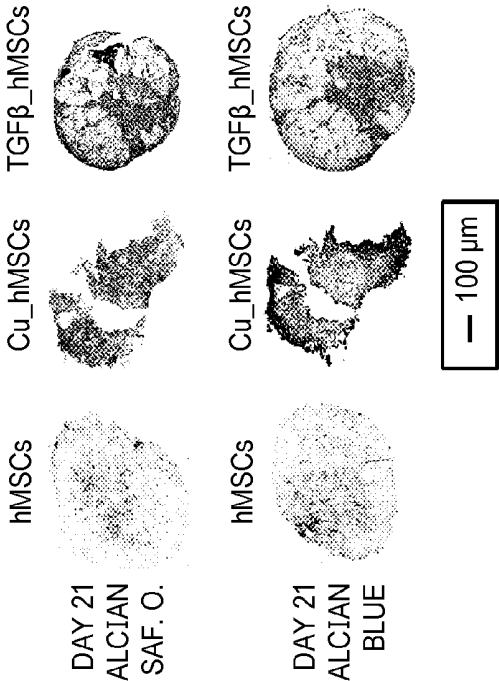 hMSCs
Cu_hMSCs
TGFβ_hMSCs
DAY 21
ALCIAN
SAF. O.
hMSCs
Cu_hMSCs
TGFβ_hMSCs
DAY 21
ALCIAN
BLUE
100 µm